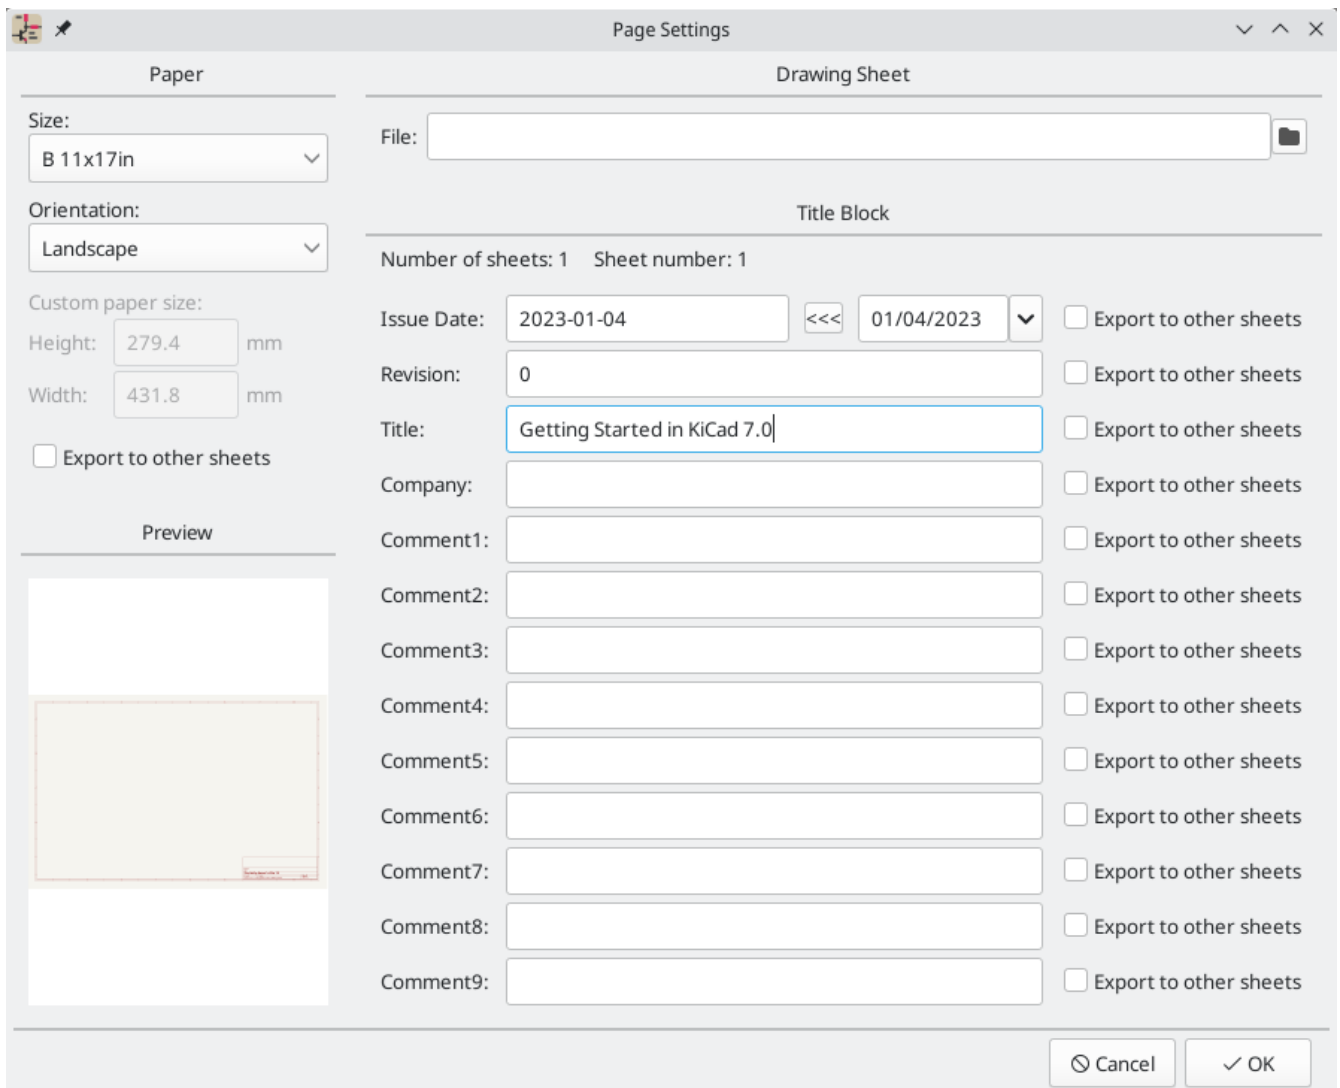 Page Settings
Paper
Size:
B 11x17in
Orientation:
Landscape
Custom paper size:
Height: 279.4 mm
Width: 431.8 mm
Export to other sheets
Preview
Drawing Sheet
File:
Title Block
Number of sheets: 1 Sheet number: 1
Issue Date: 2023-01-04 <<< 01/04/2023 Export to other sheets
Revision: 0 Export to other sheets
Title: Getting Started in KiCad 7.0 Export to other sheets
Company: Export to other sheets
Comment1: Export to other sheets
Comment2: Export to other sheets
Comment3: Export to other sheets
Comment4: Export to other sheets
Comment5: Export to other sheets
Comment6: Export to other sheets
Comment7: Export to other sheets
Comment8: Export to other sheets
Comment9: Export to other sheets
Cancel OK